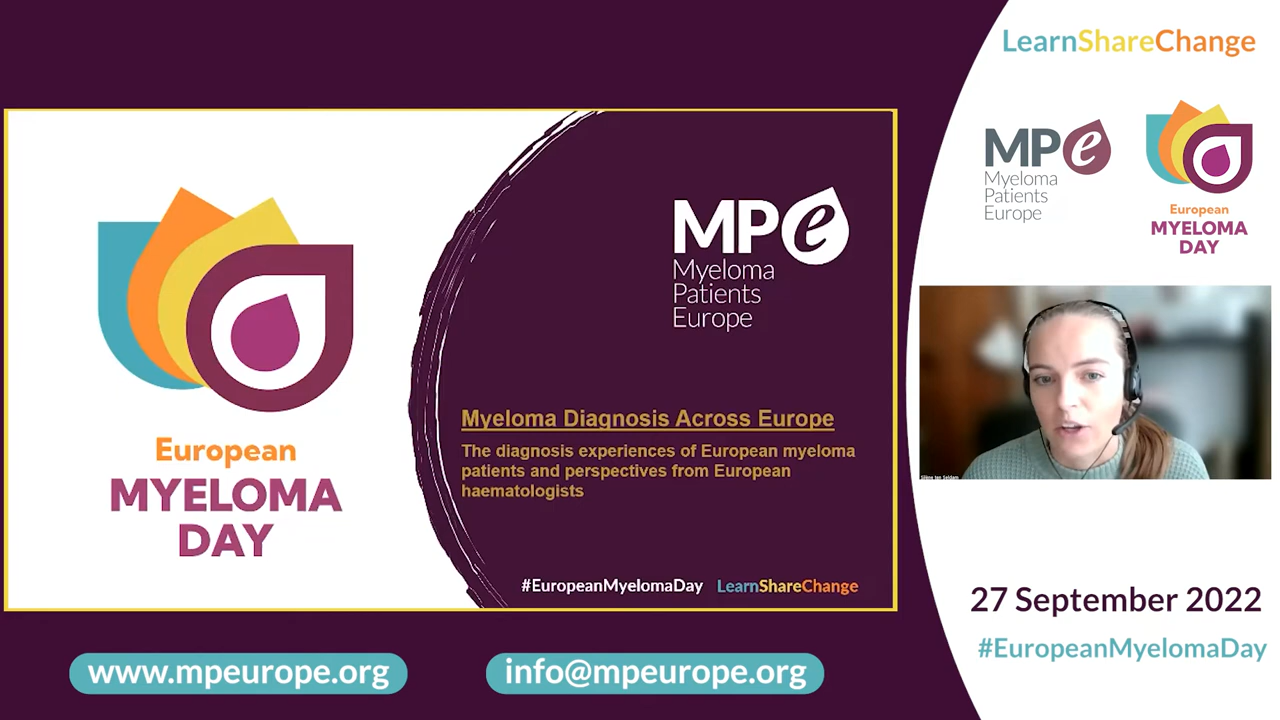 European
MYELOMA
DAY
MPe
Myeloma
Patients
Europe
Myeloma Diagnosis Across Europe
The diagnosis experiences of European myeloma
patients and perspectives from European
haematologists
#EuropeanMyelomaDay LearnShareChange
www.mpeurope.org
info@mpeurope.org
LearnShareChange
MPe
Myeloma
Patients
Europe
European
MYELOMA
DAY
27 September 2022
#EuropeanMyelomaDay